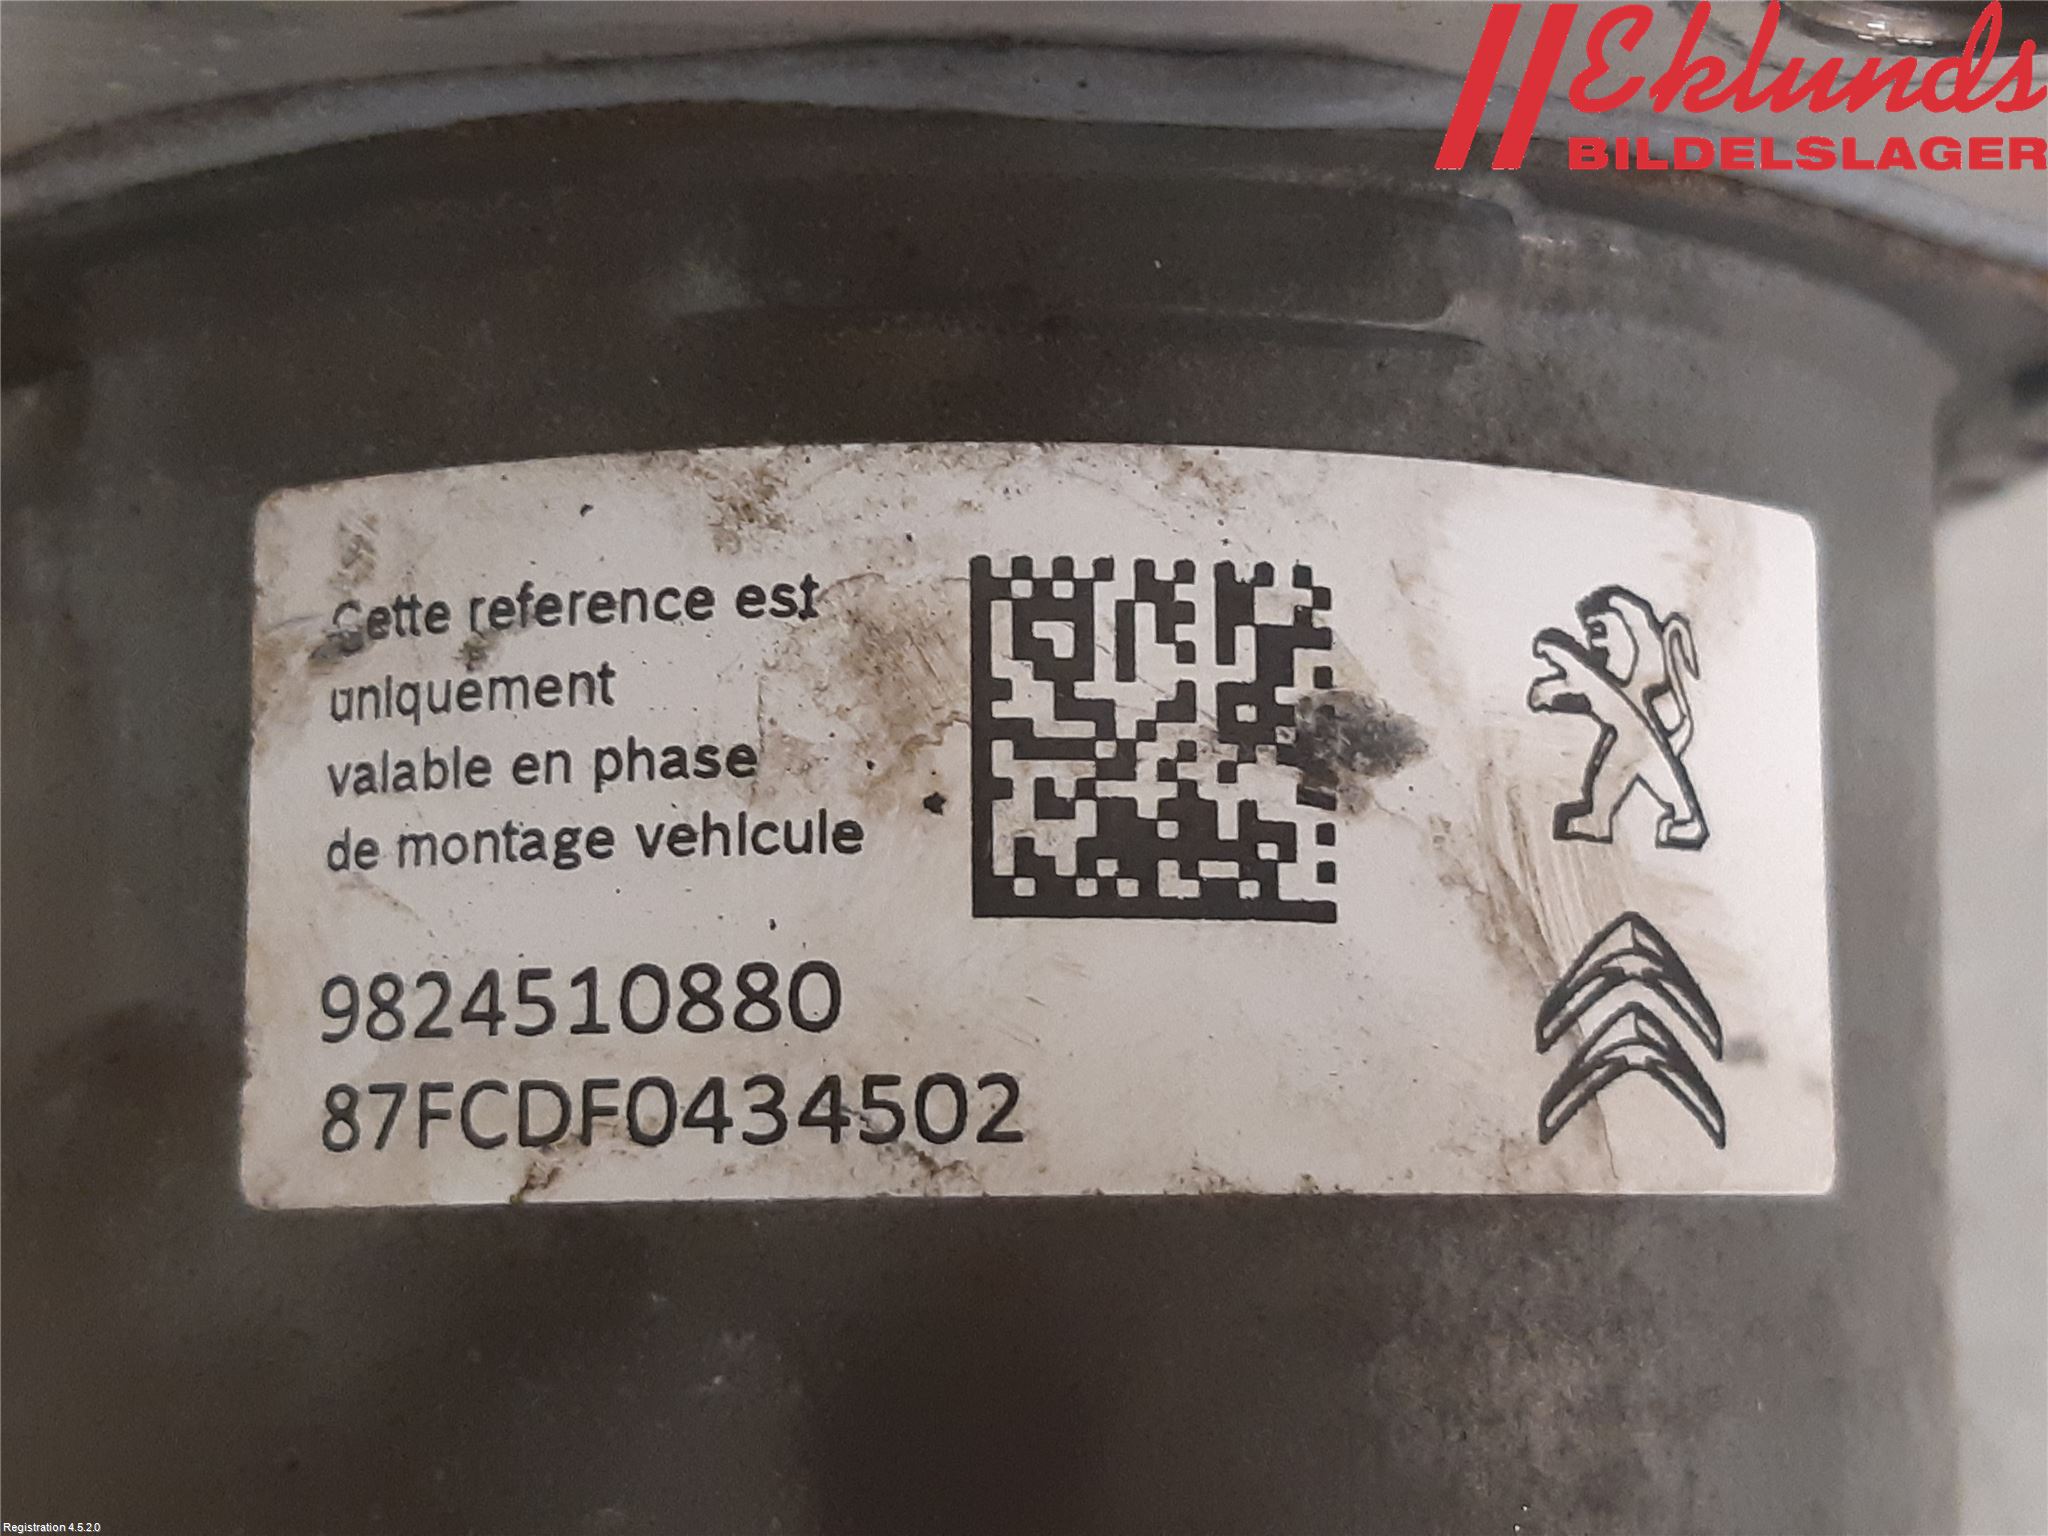 Eklunds
BILDELSLAGER
Cette reference est
uniquement
valable en phase
de montage vehicule
9824510880
87FCDF0434502
Registration 4.5.2.0